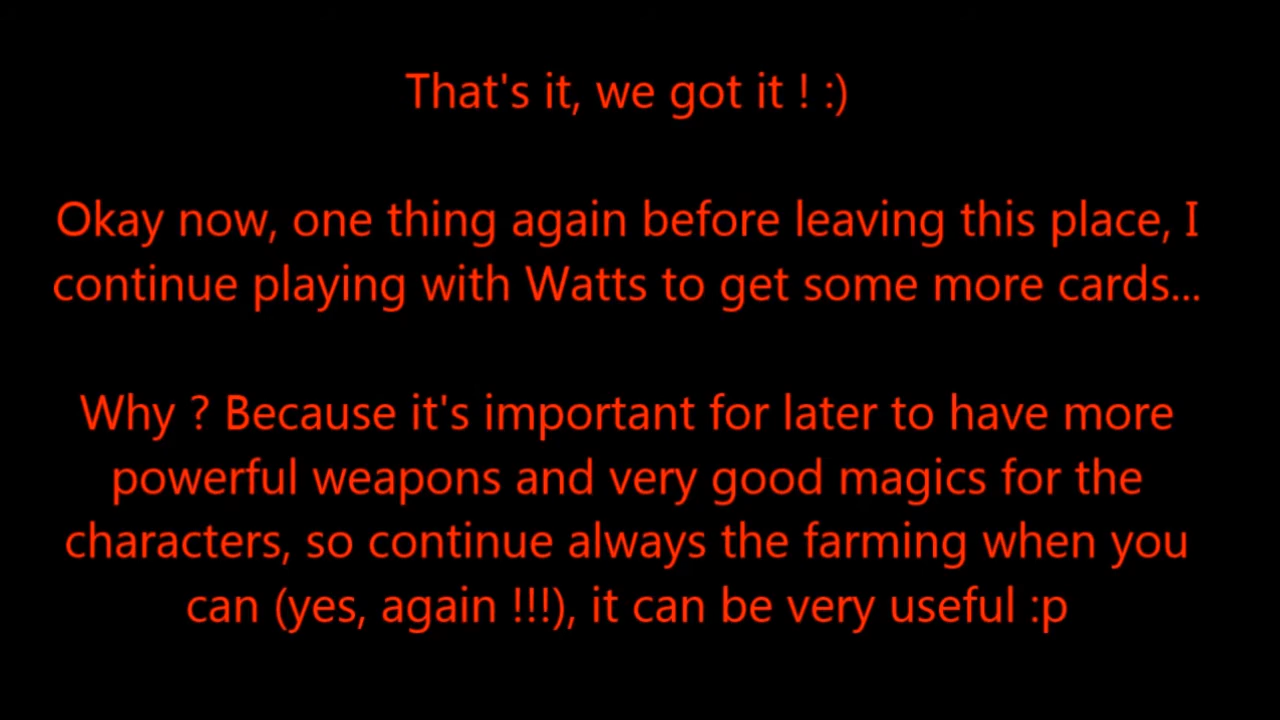 That's it, we got it ! :)
Okay now, one thing again before leaving this place, I
continue playing with Watts to get some more cards...
Why ? Because it's important for later to have more
powerful weapons and very good magics for the
characters, so continue always the farming when you
can (yes, again !!!), it can be very useful :p